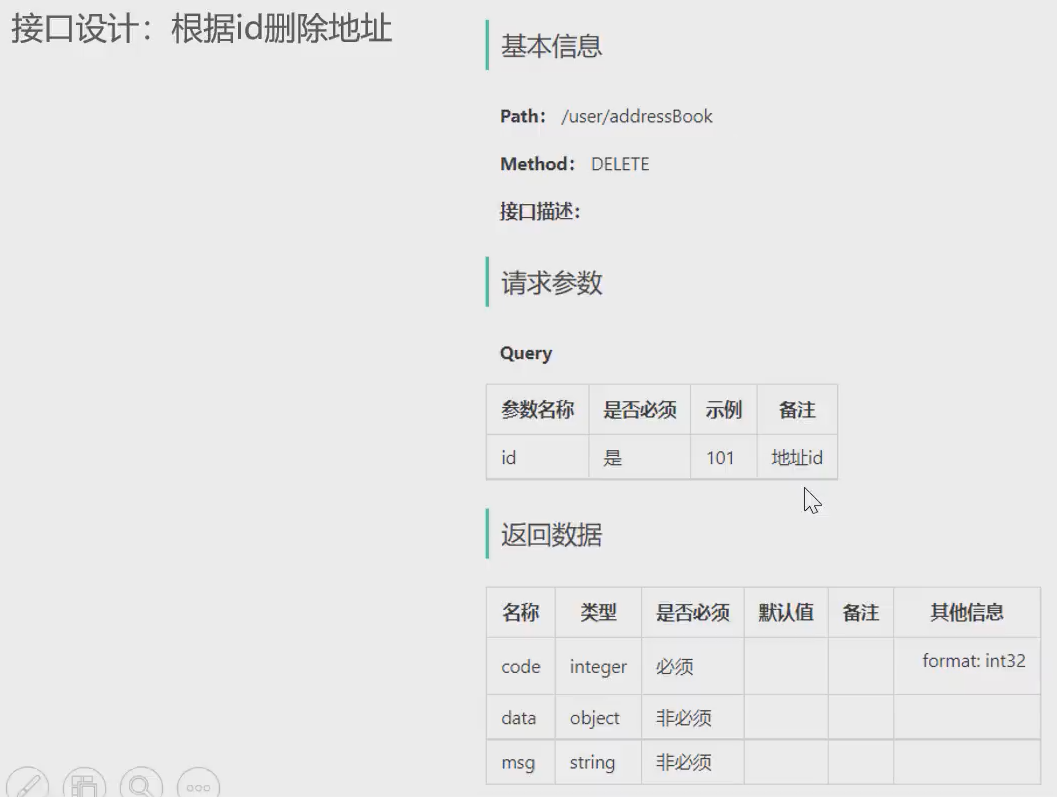 接口设计：根据id删除地址
基本信息
Path： /user/addressBook
Method： DELETE
接口描述：
请求参数
Query
参数名称 是否必须 示例 备注
id 是 101 地址id
返回数据
名称 类型 是否必须 默认值 备注 其他信息
code integer 必须 format: int32
data object 非必须
msg string 非必须